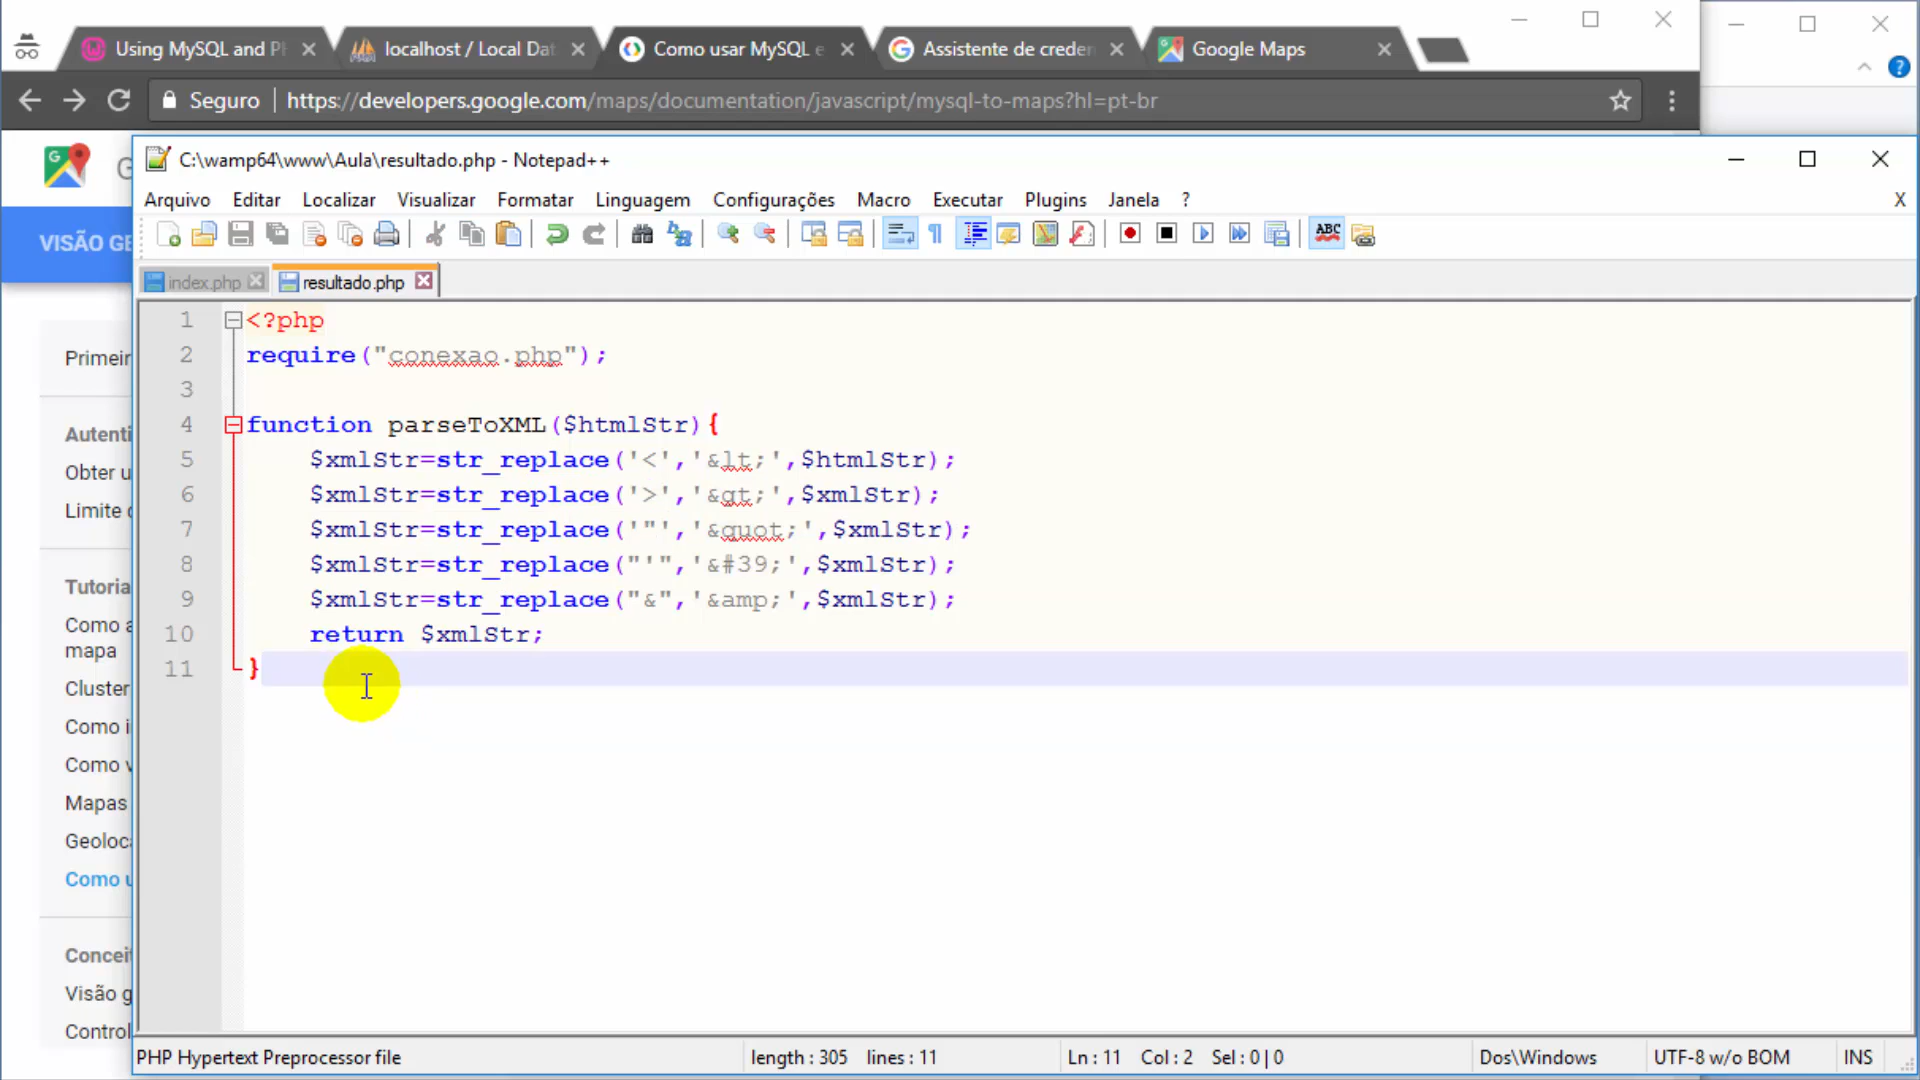 Using MySQL and P
localhost / Local Dat
Como usar MySQL e
Assistente de creden
Google Maps
Seguro
https://developers.google.com/maps/documentation/javascript/mysql-to-maps?hl=pt-br
?
G
C:\wamp64\www\Aula\resultado.php - Notepad++
Arquivo Editar Localizar Visualizar Formatar Linguagem Configurações Macro Executar Plugins Janela ? X
ABC
VISÃO GE
index.php resultado.php
1 <?php
2 require("conexao.php");
3
4 function parseToXML($htmlStr){
5 $xmlStr=str_replace('<','&lt;',$htmlStr);
6 $xmlStr=str_replace('>','&gt;',$xmlStr);
7 $xmlStr=str_replace('"','&quot;',$xmlStr);
8 $xmlStr=str_replace("'",'&#39;',$xmlStr);
9 $xmlStr=str_replace("&",'&amp;',$xmlStr);
10 return $xmlStr;
11 }
Primeir
Autenti
Obter u
Limite
Tutoria
Como a
mapa
Cluster
Como i
Como v
Mapas
Geoloc
Como u
Concei
Visão g
Control
PHP Hypertext Preprocessor file length : 305 lines : 11 Ln : 11 Col : 2 Sel : 0 | 0 Dos\Windows UTF-8 w/o BOM INS